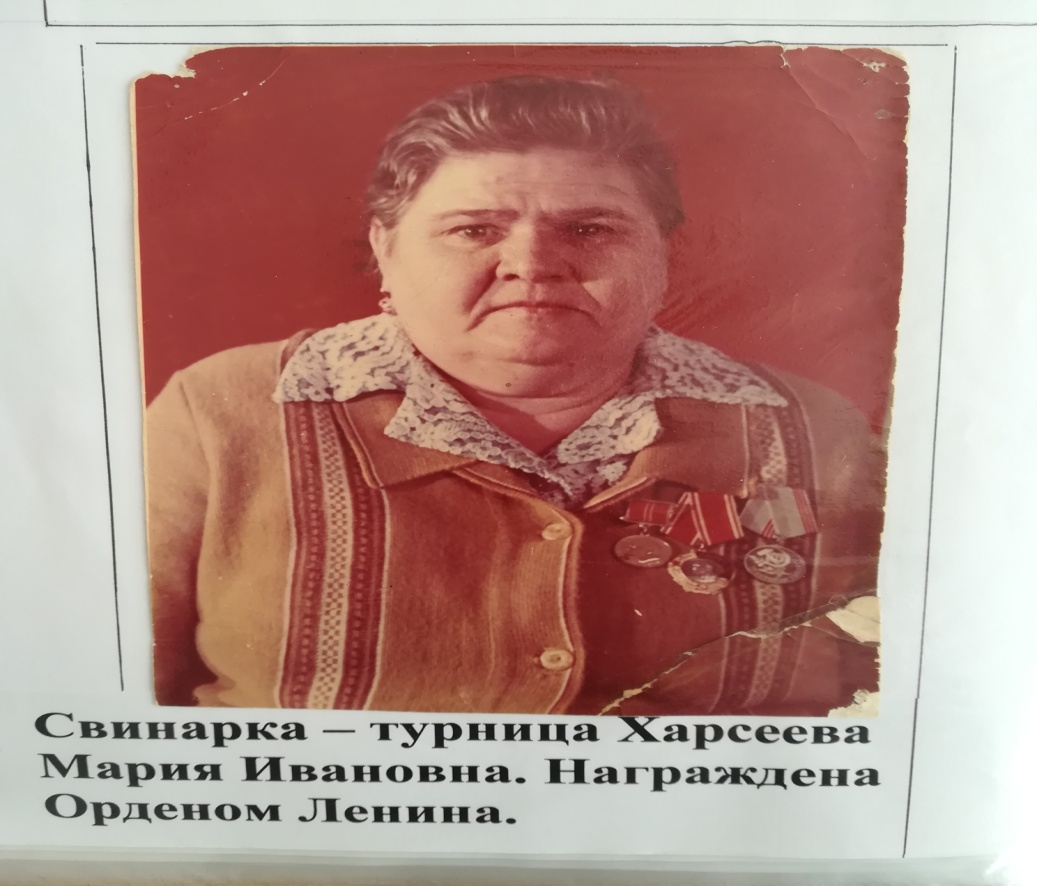 Свинарка – турница Харсеева
Мария Ивановна. Награждена
Орденом Ленина.